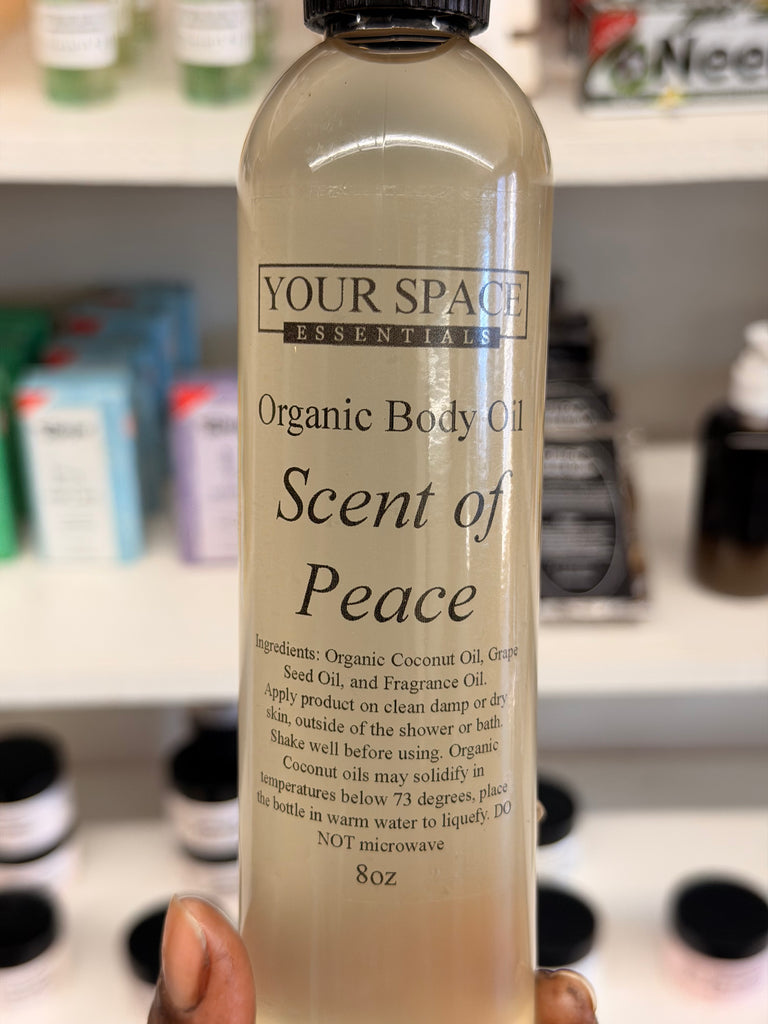 Nee
YOUR SPACE
ESSENTIALS
Organic Body Oil
Scent of
Peace
Ingredients: Organic Coconut Oil, Grape
Seed Oil, and Fragrance Oil.
Apply product on clean damp or dry
skin, outside of the shower or bath.
Shake well before using. Organic
Coconut oils may solidify in
temperatures below 73 degrees, place
the bottle in warm water to liquefy. DO
NOT microwave
8oz